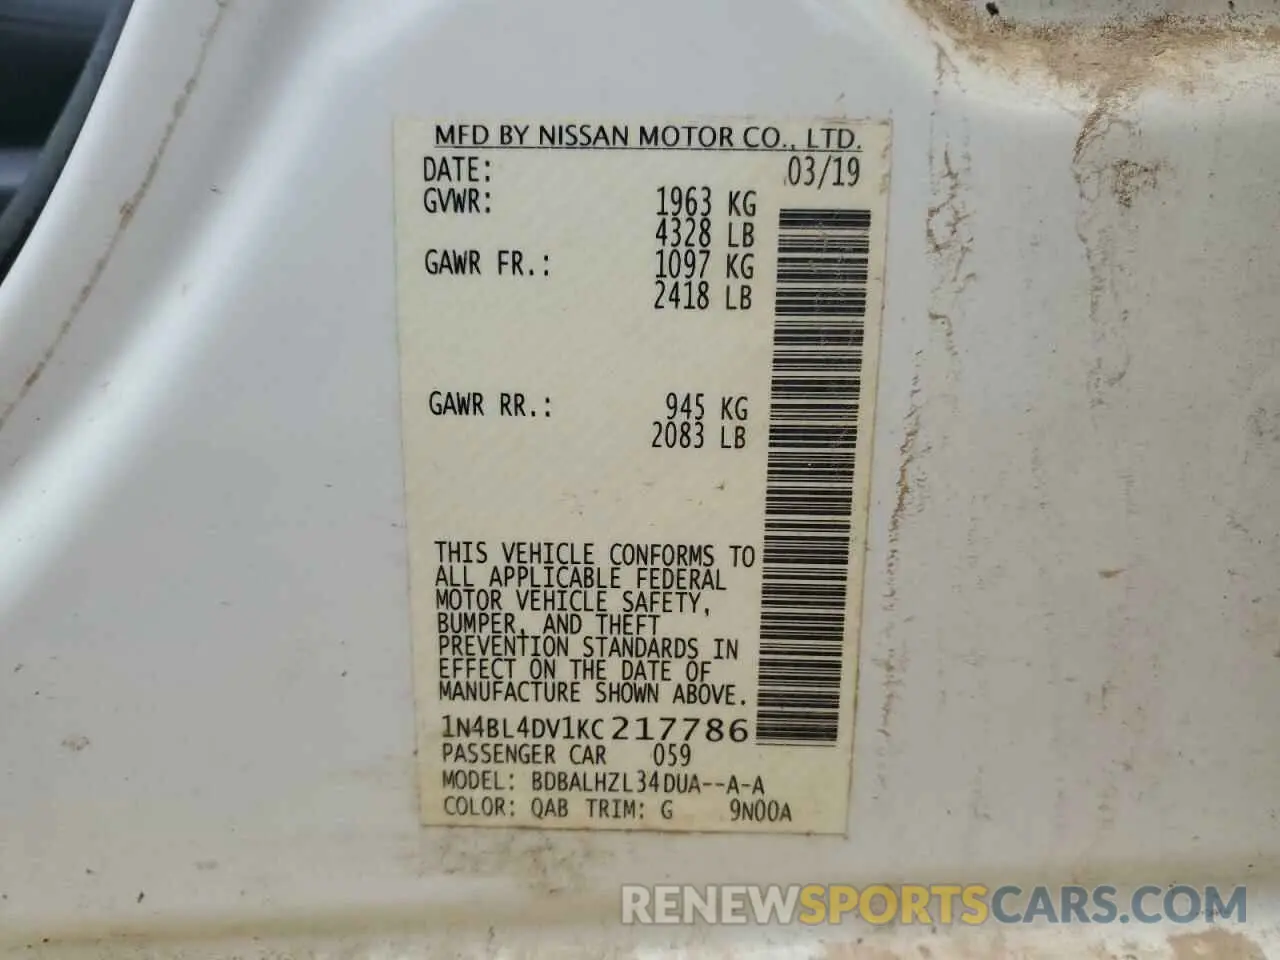 MFD BY NISSAN MOTOR CO., LTD.
DATE: 03/19
GVWR: 1963 KG
4328 LB
GAWR FR.: 1097 KG
2418 LB
GAWR RR.: 945 KG
2083 LB
THIS VEHICLE CONFORMS TO
ALL APPLICABLE FEDERAL
MOTOR VEHICLE SAFETY,
BUMPER, AND THEFT
PREVENTION STANDARDS IN
EFFECT ON THE DATE OF
MANUFACTURE SHOWN ABOVE.
1N4BL4DV1KC217786
PASSENGER CAR 059
MODEL: BDBALHZL34DUA--A-A
COLOR: QAB TRIM: G 9N00A
RENEWSPORTSCARS.COM